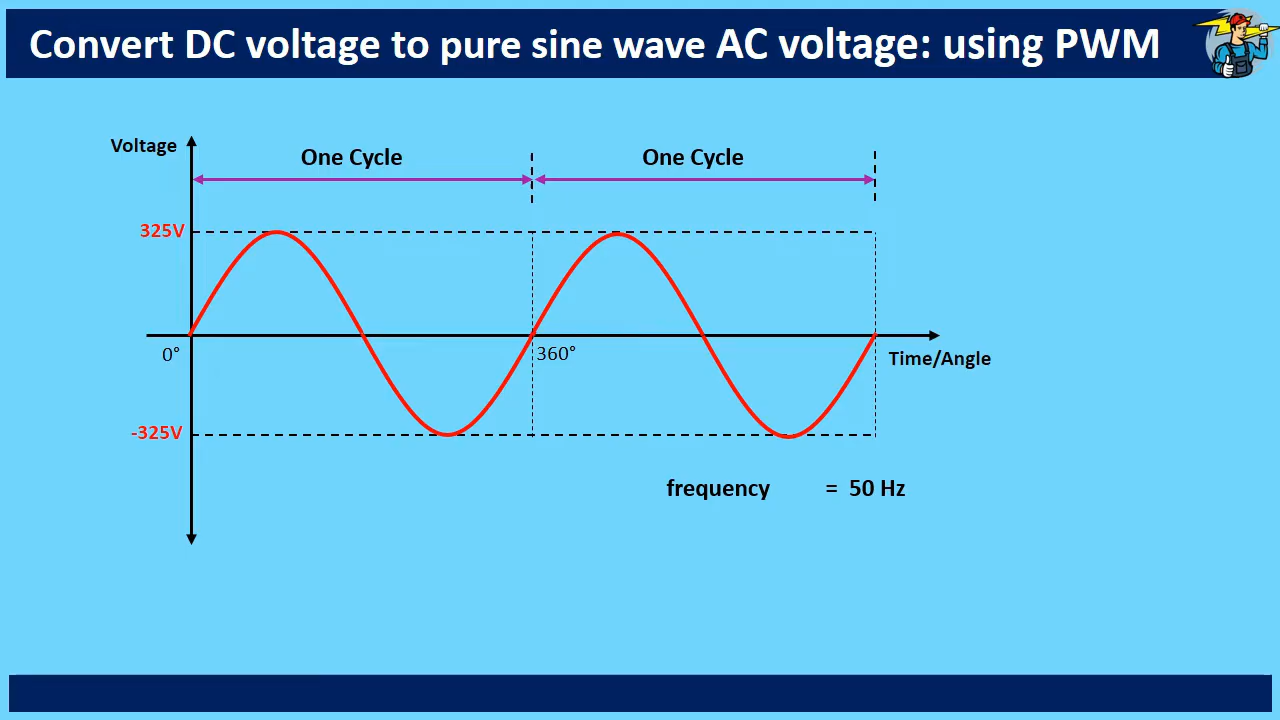 Convert DC voltage to pure sine wave AC voltage: using PWM
Voltage
One Cycle
One Cycle
325V
0°
360°
Time/Angle
-325V
frequency = 50 Hz